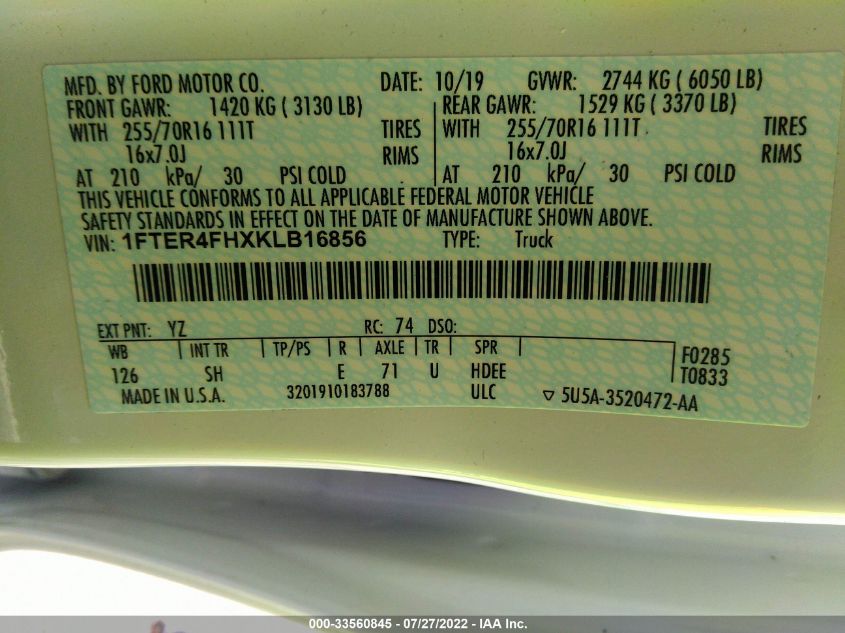 MFD. BY FORD MOTOR CO. DATE: 10/19 GVWR: 2744 KG ( 6050 LB)
FRONT GAWR: 1420 KG ( 3130 LB) REAR GAWR: 1529 KG ( 3370 LB)
WITH 255/70R16 111T TIRES WITH 255/70R16 111T TIRES
16x7.0J RIMS 16x7.0J RIMS
AT 210 kPa/ 30 PSI COLD AT 210 kPa/ 30 PSI COLD
THIS VEHICLE CONFORMS TO ALL APPLICABLE FEDERAL MOTOR VEHICLE
SAFETY STANDARDS IN EFFECT ON THE DATE OF MANUFACTURE SHOWN ABOVE.
VIN: 1FTER4FHXKLB16856 TYPE: Truck
EXT PNT: YZ RC: 74 DSO:
WB INT TR TP/PS R AXLE TR SPR F0285
126 SH E 71 U HDEE T0833
MADE IN U.S.A. 3201910183788 ULC ▽ 5U5A-3520472-AA
000-33560845 - 07/27/2022 - IAA Inc.